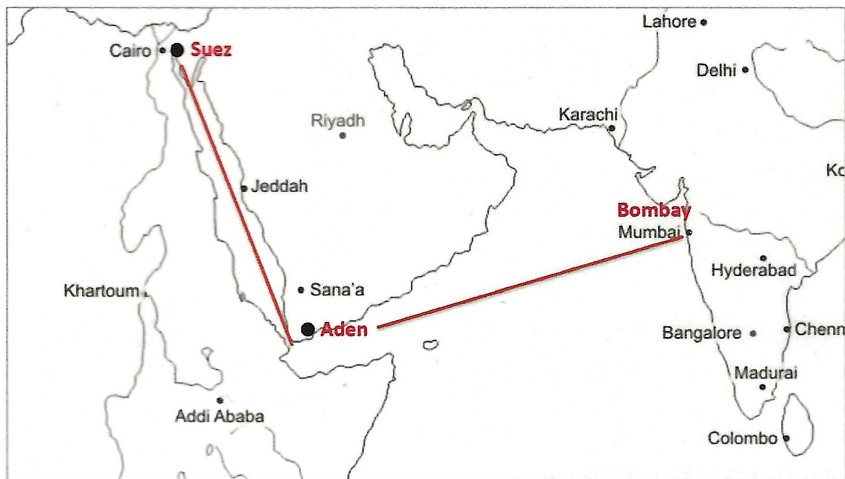 Lahore
Cairo
Suez
Delhi
Riyadh
Karachi
Jeddah
Kc
Bombay
Mumbai
Hyderabad
Khartoum
Sana'a
Aden
Bangalore
Chenn
Madurai
Addi Ababa
Colombo